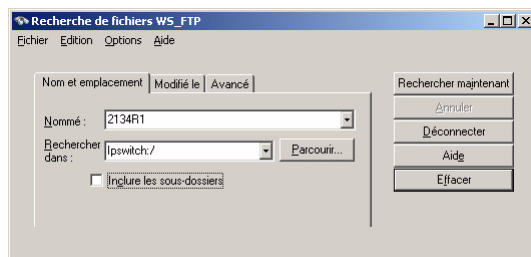 Recherche de fichiers WS_FTP
Fichier Edition Options Aide
Nom et emplacement Modifié le Avancé
Nommé : 2134R1
Rechercher dans : Ipswitch:/ Parcourir...
Inclure les sous-dossiers
Rechercher maintenant
Annuler
Déconnecter
Aide
Effacer